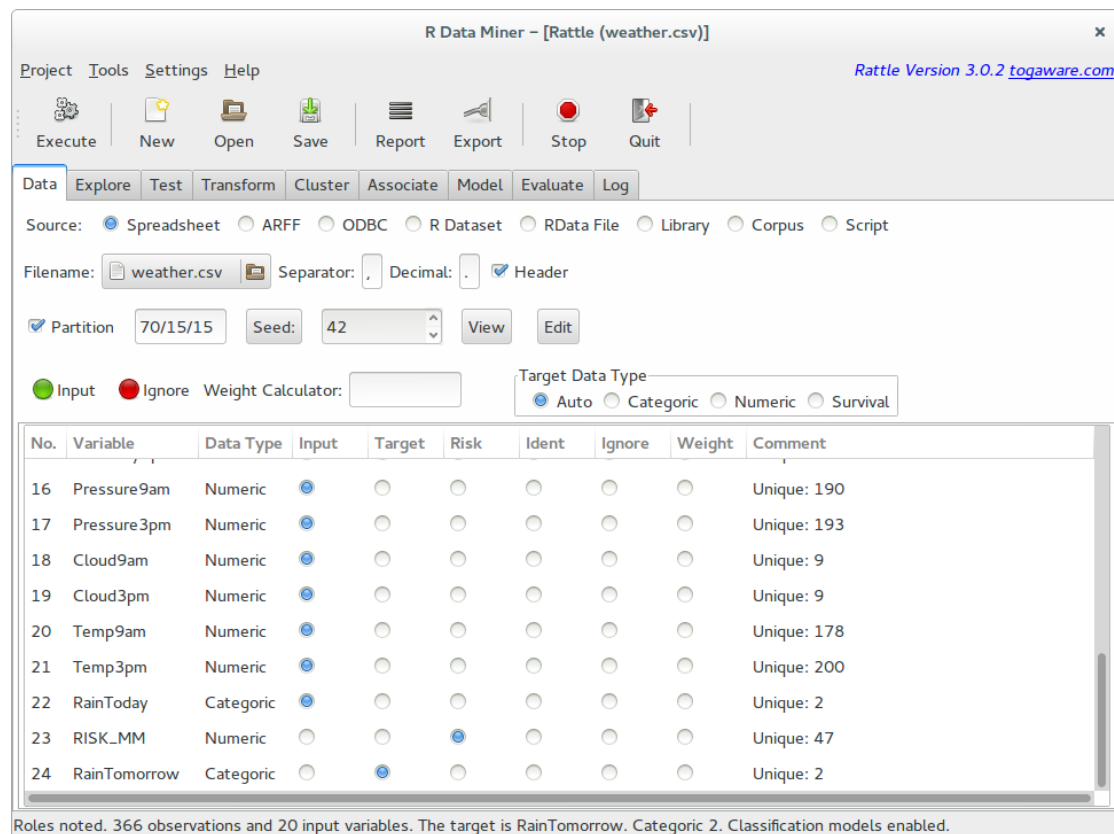 R Data Miner – [Rattle (weather.csv)]
Project Tools Settings Help Rattle Version 3.0.2 togaware.com
Execute New Open Save Report Export Stop Quit
Data Explore Test Transform Cluster Associate Model Evaluate Log
Source: Spreadsheet ARFF ODBC R Dataset RData File Library Corpus Script
Filename: weather.csv Separator: , Decimal: . Header
Partition 70/15/15 Seed: 42 View Edit
Target Data Type
Input Ignore Weight Calculator: Auto Categoric Numeric Survival
No. Variable Data Type Input Target Risk Ident Ignore Weight Comment
16 Pressure9am Numeric Unique: 190
17 Pressure3pm Numeric Unique: 193
18 Cloud9am Numeric Unique: 9
19 Cloud3pm Numeric Unique: 9
20 Temp9am Numeric Unique: 178
21 Temp3pm Numeric Unique: 200
22 RainToday Categoric Unique: 2
23 RISK_MM Numeric Unique: 47
24 RainTomorrow Categoric Unique: 2
Roles noted. 366 observations and 20 input variables. The target is RainTomorrow. Categoric 2. Classification models enabled.